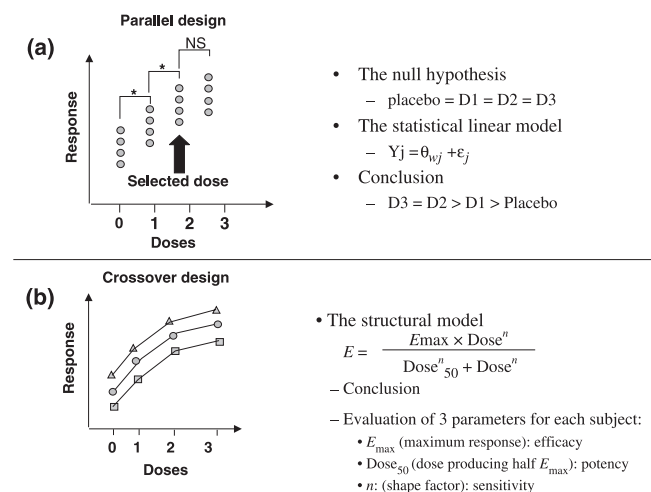 Parallel design
(a)
NS
*
*
Response
Selected dose
0 1 2 3
Doses
• The null hypothesis
– placebo = D1 = D2 = D3
• The statistical linear model
– Yj =θwj +εj
• Conclusion
– D3 = D2 > D1 > Placebo
Crossover design
(b)
Response
0 1 2 3
Doses
• The structural model
E = Emax × Dose^n / Dose^n_50 + Dose^n
– Conclusion
– Evaluation of 3 parameters for each subject:
• Emax (maximum response): efficacy
• Dose50 (dose producing half Emax): potency
• n: (shape factor): sensitivity